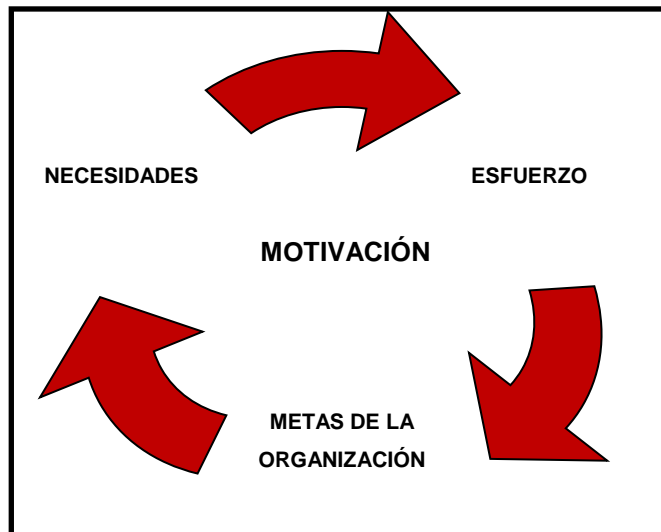 NECESIDADES
ESFUERZO
MOTIVACIÓN
METAS DE LA
ORGANIZACIÓN